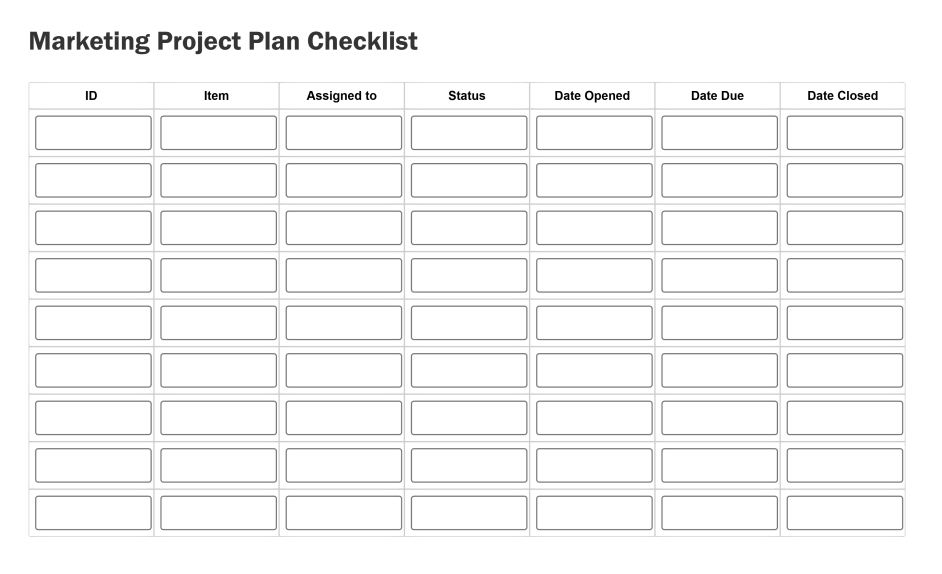 Marketing Project Plan Checklist
ID Item Assigned to Status Date Opened Date Due Date Closed